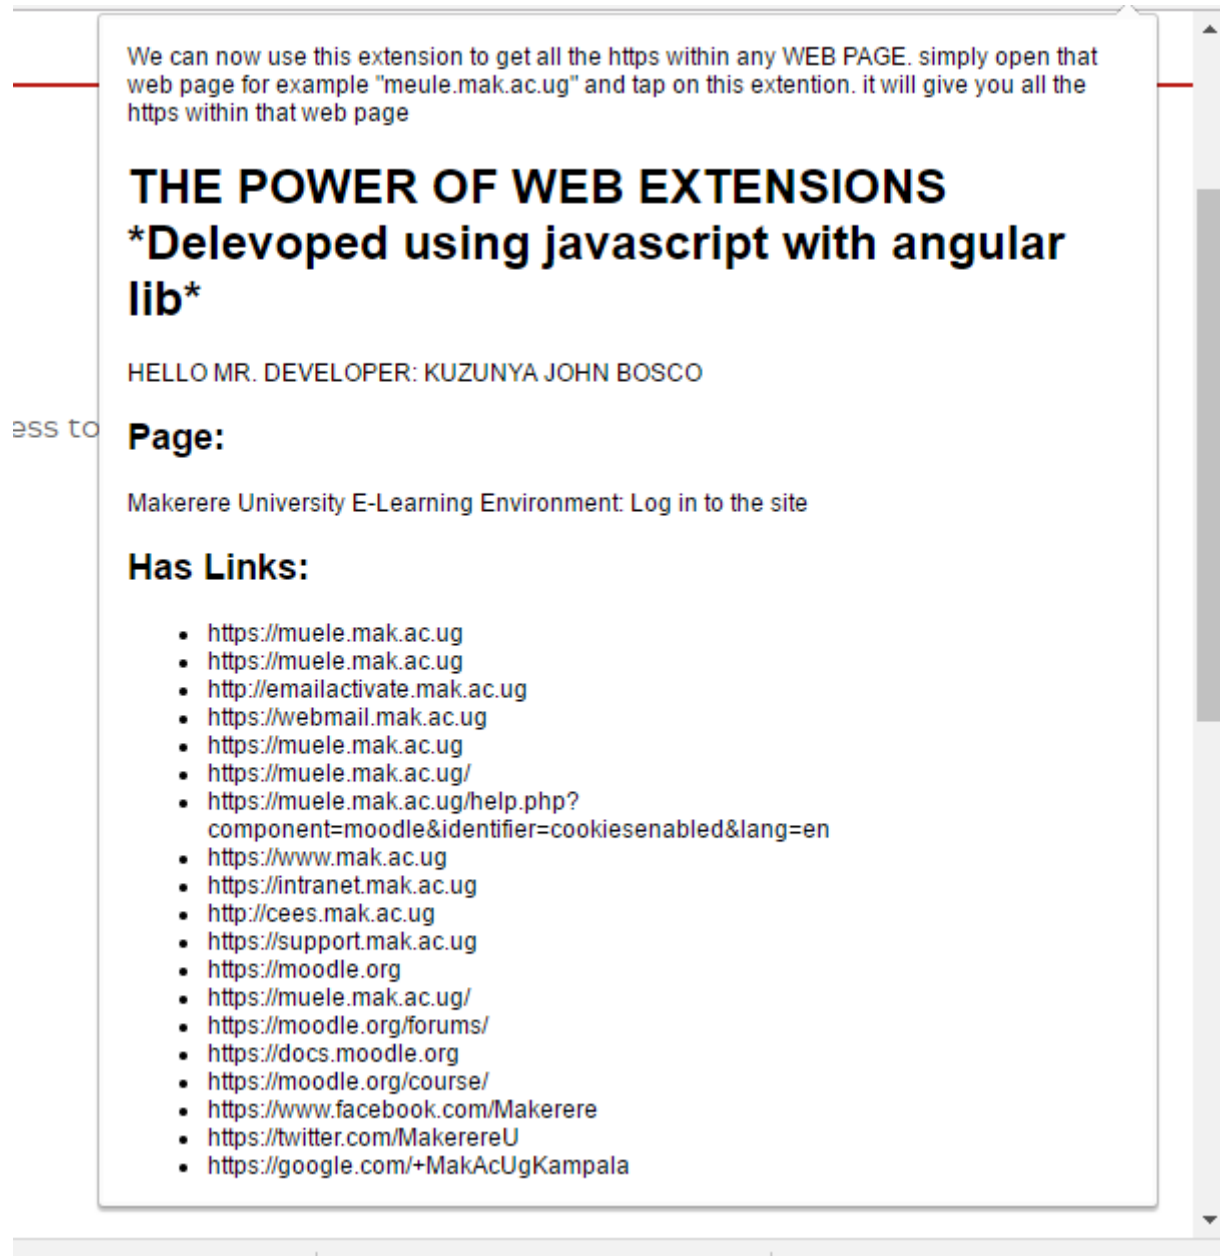 We can now use this extension to get all the https within any WEB PAGE. simply open that
web page for example "meule.mak.ac.ug" and tap on this extention. it will give you all the
https within that web page
THE POWER OF WEB EXTENSIONS
*Delevoped using javascript with angular
lib*
HELLO MR. DEVELOPER: KUZUNYA JOHN BOSCO
ess to
Page:
Makerere University E-Learning Environment: Log in to the site
Has Links:
https://muele.mak.ac.ug
https://muele.mak.ac.ug
http://emailactivate.mak.ac.ug
https://webmail.mak.ac.ug
https://muele.mak.ac.ug
https://muele.mak.ac.ug/
https://muele.mak.ac.ug/help.php?
component=moodle&identifier=cookiesenabled&lang=en
https://www.mak.ac.ug
https://intranet.mak.ac.ug
http://cees.mak.ac.ug
https://support.mak.ac.ug
https://moodle.org
https://muele.mak.ac.ug/
https://moodle.org/forums/
https://docs.moodle.org
https://moodle.org/course/
https://www.facebook.com/Makerere
https://twitter.com/MakerereU
https://google.com/+MakAcUgKampala